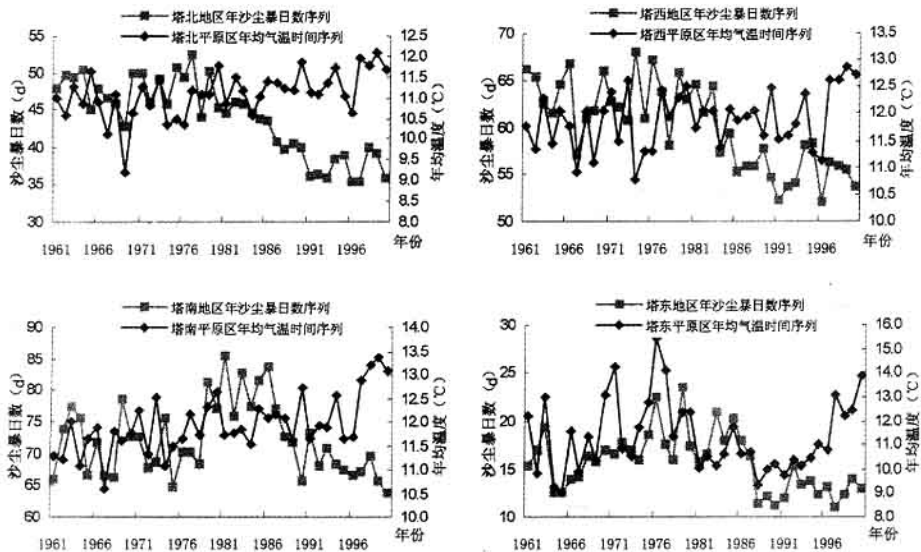 塔北地区年沙尘暴日数序列
塔北平原区年均气温时间序列
沙尘暴日数（d）
55
50
45
40
35
30
年均温度（℃）
12.5
12.0
11.5
11.0
10.5
10.0
9.5
9.0
8.5
8.0
1961 1966 1971 1976 1981 1986 1991 1996
年份
塔西地区年沙尘暴日数序列
塔西平原区年均气温时间序列
沙尘暴日数（d）
70
65
60
55
50
年均温度（℃）
13.5
13.0
12.5
12.0
11.5
11.0
10.5
10.0
1961 1966 1971 1976 1981 1986 1991 1996
年份
塔南地区年沙尘暴日数序列
塔南平原区年均气温时间序列
沙尘暴日数（d）
90
85
80
75
70
65
60
年均温度（℃）
14.0
13.5
13.0
12.5
12.0
11.5
11.0
10.5
10.0
1961 1966 1971 1976 1981 1986 1991 1996
年份
塔东地区年沙尘暴日数序列
塔东平原区年均气温时间序列
沙尘暴日数（d）
30
25
20
15
10
年均温度（℃）
16.0
15.0
14.0
13.0
12.0
11.0
10.0
9.0
8.0
1961 1966 1971 1976 1981 1986 1991 1996
年份